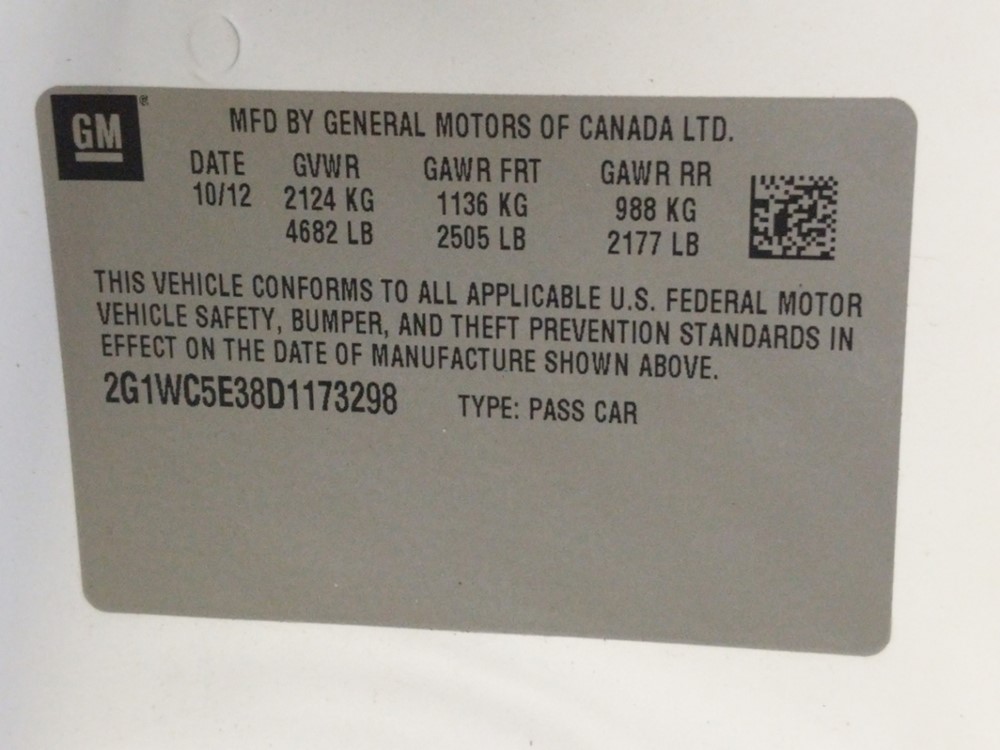 GM®
MFD BY GENERAL MOTORS OF CANADA LTD.
DATE GVWR GAWR FRT GAWR RR
10/12 2124 KG 1136 KG 988 KG
4682 LB 2505 LB 2177 LB
THIS VEHICLE CONFORMS TO ALL APPLICABLE U.S. FEDERAL MOTOR
VEHICLE SAFETY, BUMPER, AND THEFT PREVENTION STANDARDS IN
EFFECT ON THE DATE OF MANUFACTURE SHOWN ABOVE.
2G1WC5E38D1173298 TYPE: PASS CAR